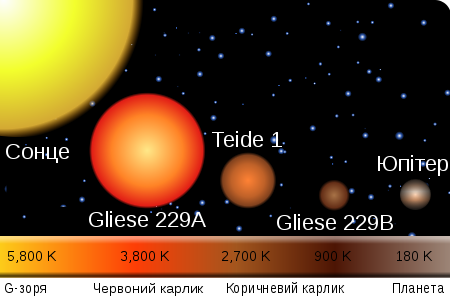 Сонце
Teide 1
Юпітер
Gliese 229A
Gliese 229B
5,800 K 3,800 K 2,700 K 900 K 180 K
G-зоря Червоний карлик Коричневий карлик Планета